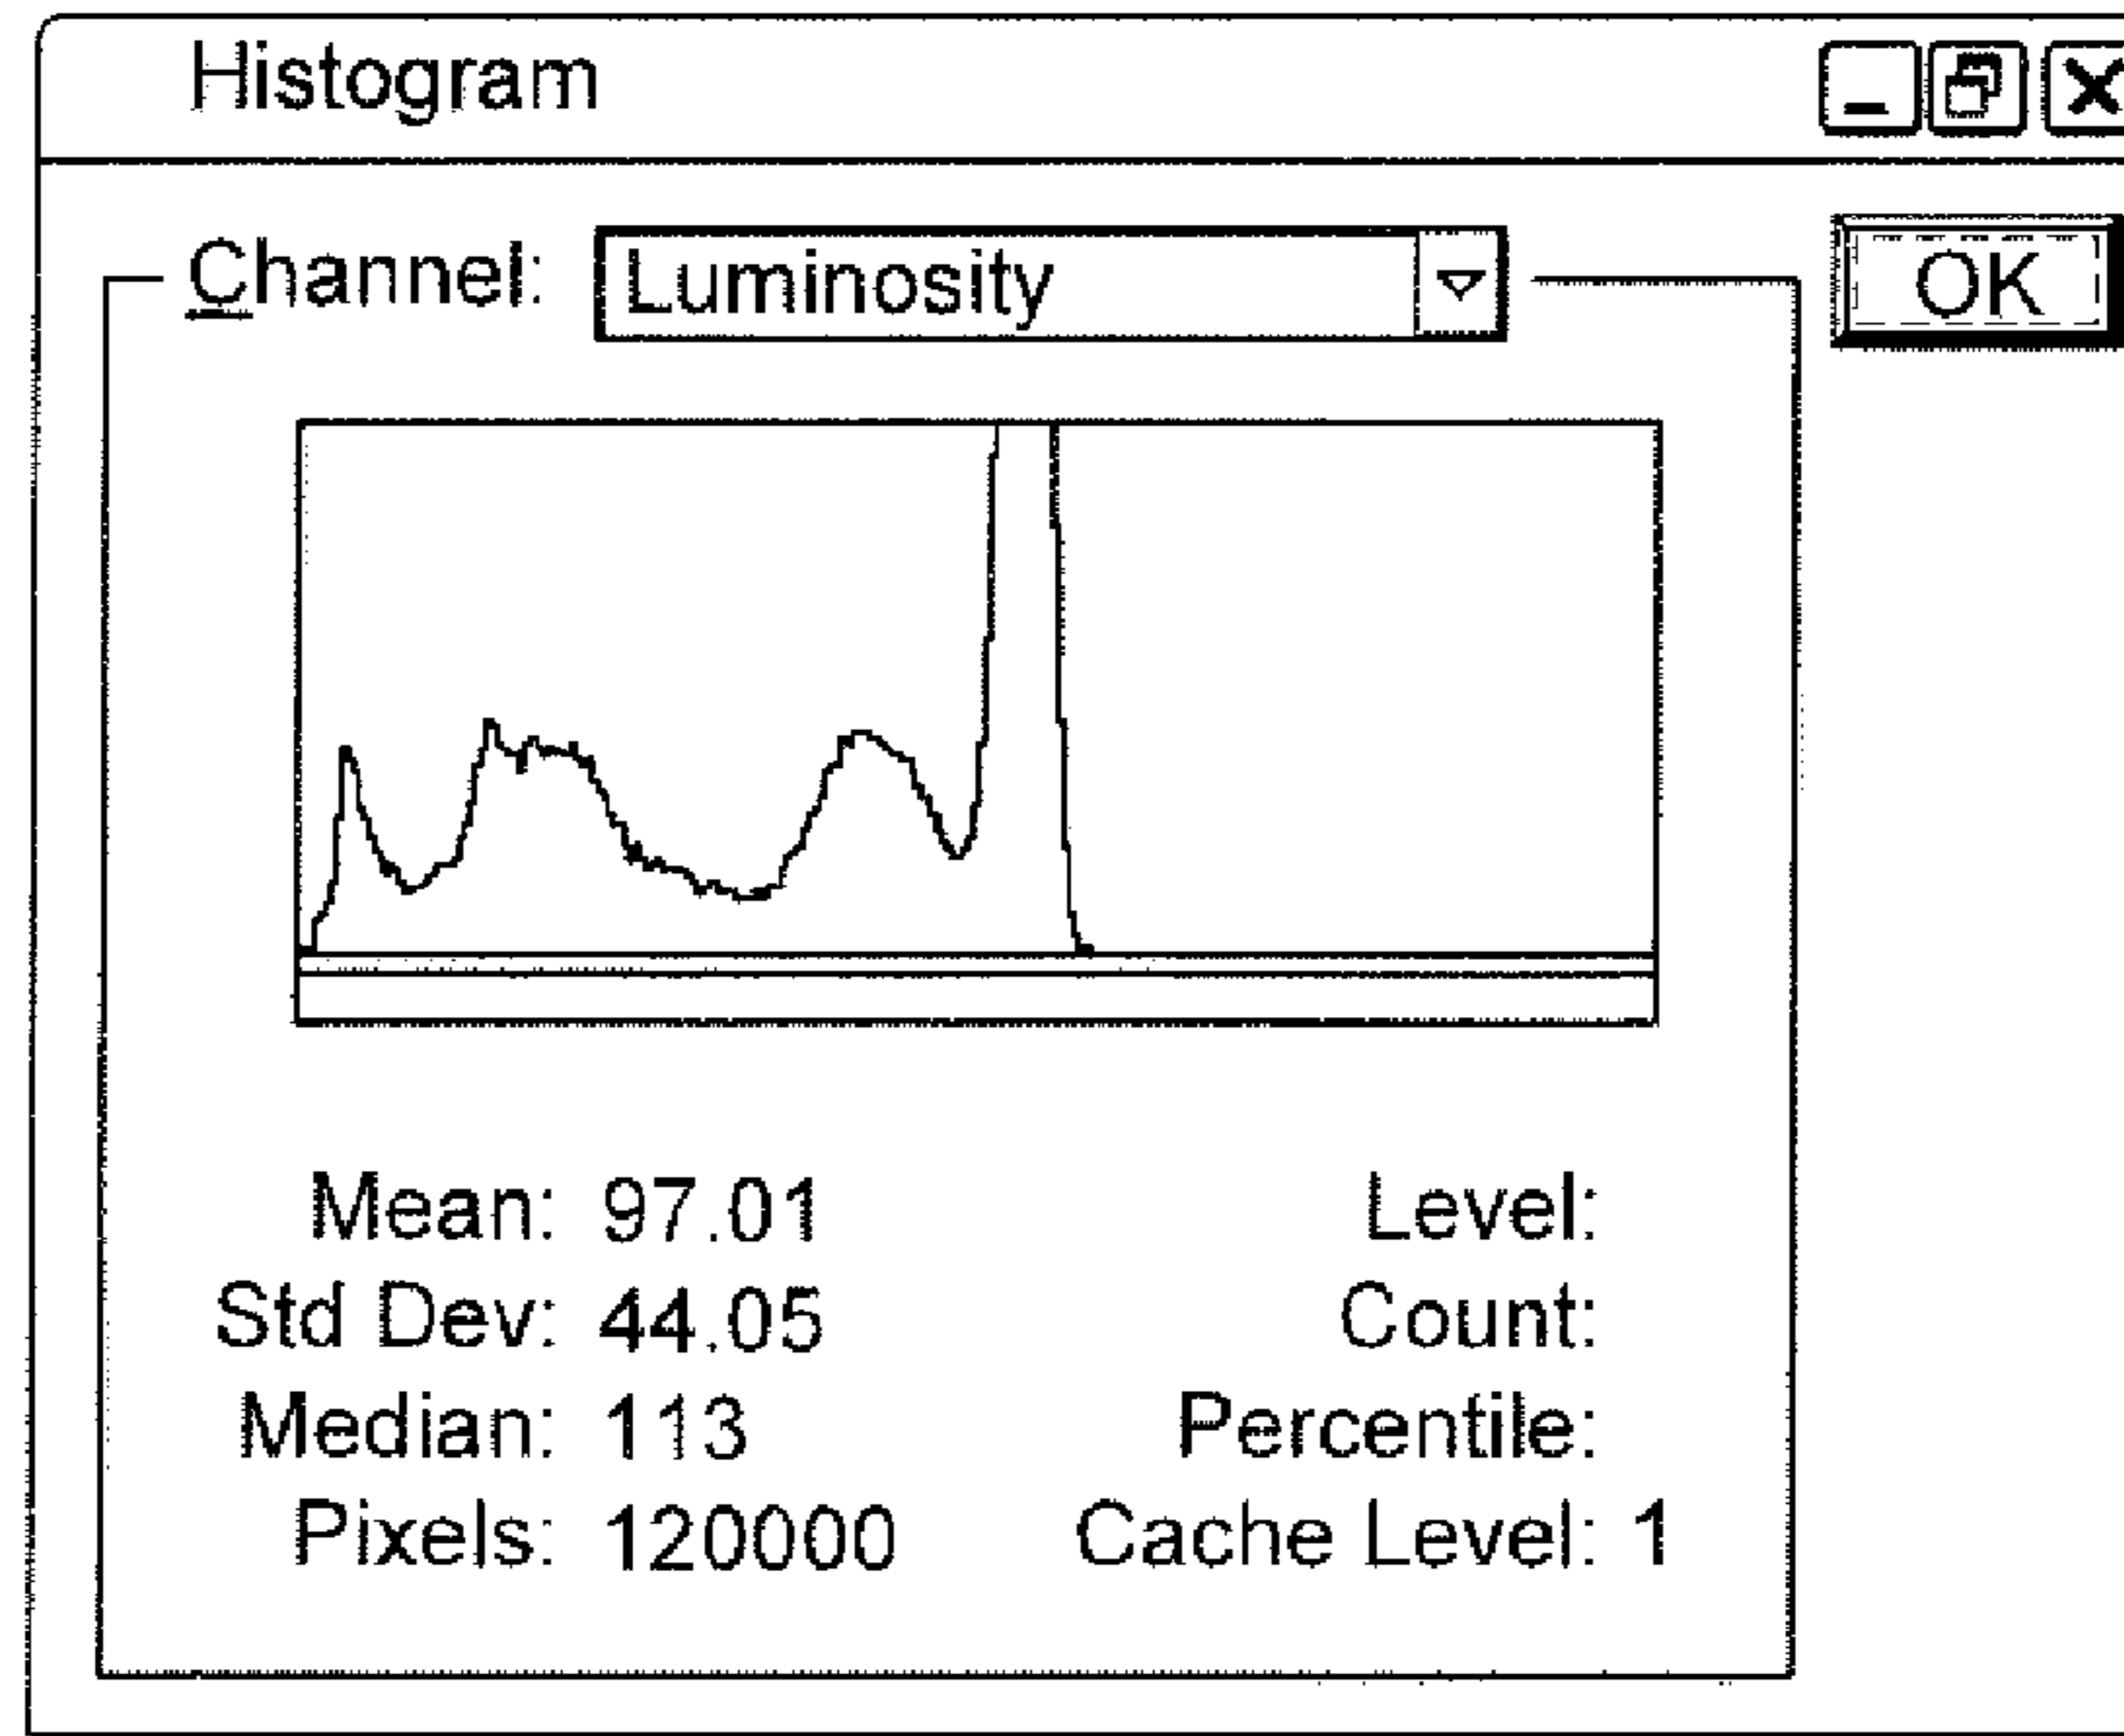 Histogram
Channel: Luminosity
OK
Mean: 97.01 Level:
Std Dev: 44.05 Count:
Median: 113 Percentile:
Pixels: 120000 Cache Level: 1